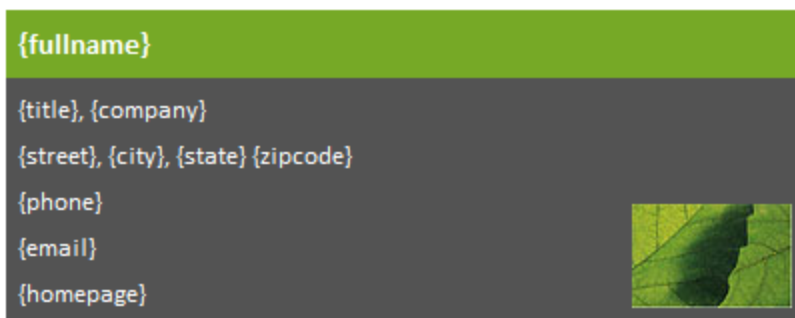 {fullname}
{title}, {company}
{street}, {city}, {state} {zipcode}
{phone}
{email}
{homepage}